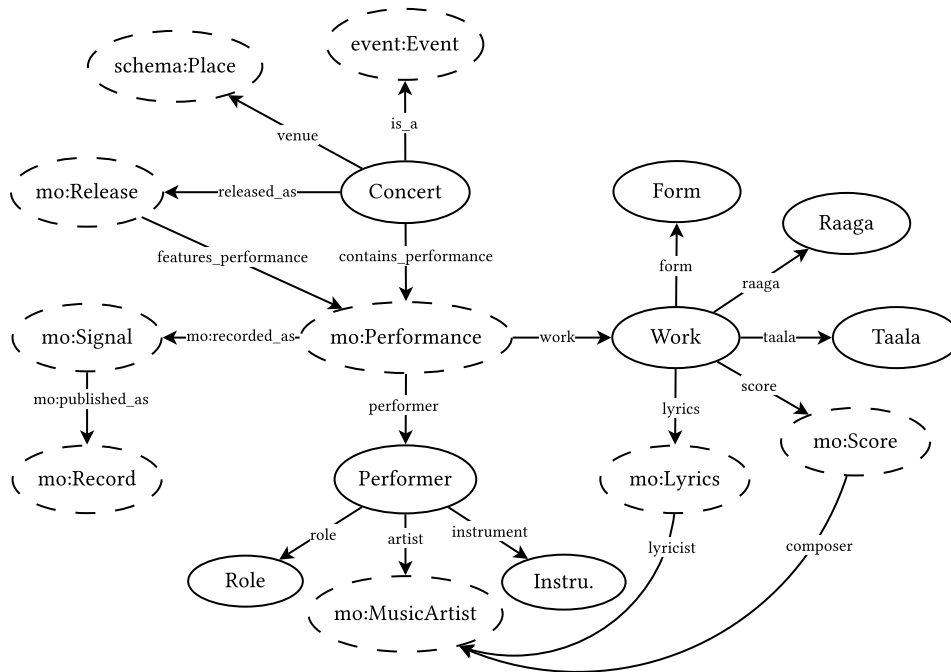 event:Event
schema:Place
is_a
venue
mo:Release
released_as
Concert
Form
Raaga
features_performance
contains_performance
form
raaga
mo:Signal
mo:recorded_as
mo:Performance
work
Work
taala
Taala
mo:published_as
performer
lyrics
score
mo:Record
Performer
mo:Lyrics
mo:Score
role
artist
instrument
lyricist
composer
Role
Instru.
mo:MusicArtist